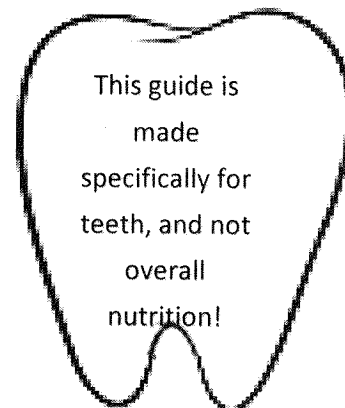 This guide is
made
specifically for
teeth, and not
overall
nutrition!